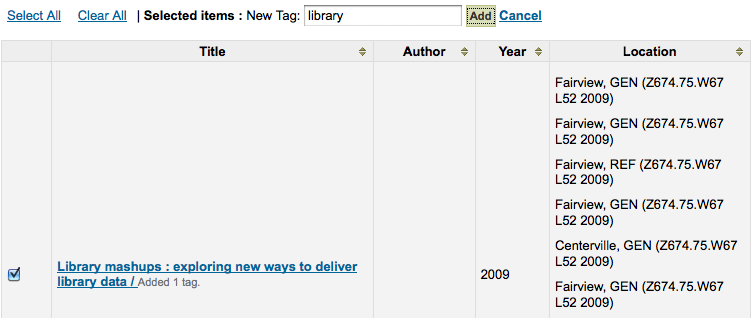 Select All | Clear All | Selected items : New Tag: library Add Cancel
Title Author Year Location
Fairview, GEN (Z674.75.W67
L52 2009)
Fairview, GEN (Z674.75.W67
L52 2009)
Fairview, REF (Z674.75.W67
L52 2009)
Fairview, GEN (Z674.75.W67
L52 2009)
Centerville, GEN (Z674.75.W67
L52 2009)
Fairview, GEN (Z674.75.W67
L52 2009)
Library mashups : exploring new ways to deliver
library data / Added 1 tag.
2009